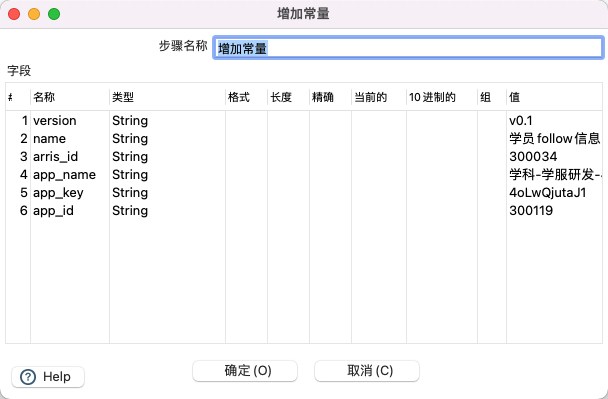 增加常量
步骤名称 增加常量
字段
# 名称 类型 格式 长度 精确 当前的 10进制的 组 值
1 version String v0.1
2 name String 学员follow信息
3 arris_id String 300034
4 app_name String 学科-学服研发-
5 app_key String 4oLwQjutaJ1
6 app_id String 300119
Help 确定(O) 取消(C)